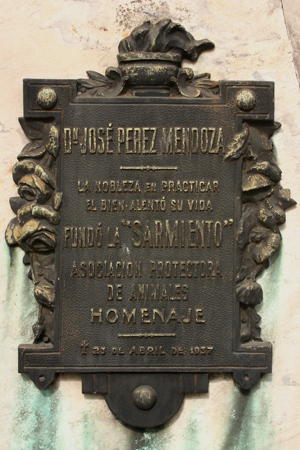 Dr JOSÉ PEREZ MENDOZA
LA NOBLEZA en PRACTICAR
EL BIEN·ALENTÓ SU VIDA
FUNDÓ LA "SARMIENTO"
ASOCIACION PROTECTORA
DE ANIMALES
HOMENAJE
† 23 DE ABRIL DE 1937